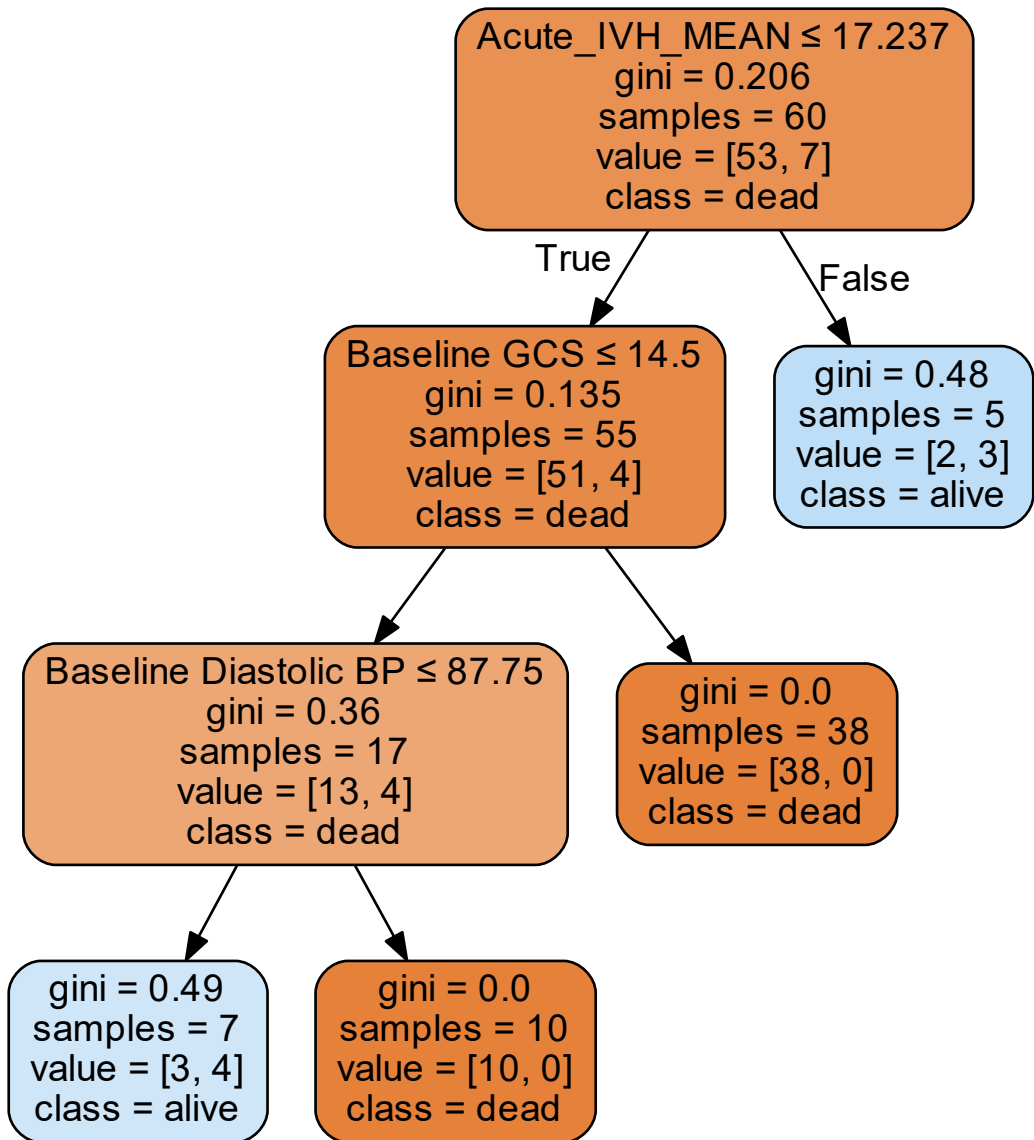 Acute_IVH_MEAN ≤ 17.237
gini = 0.206
samples = 60
value = [53, 7]
class = dead
True
False
Baseline GCS ≤ 14.5
gini = 0.135
samples = 55
value = [51, 4]
class = dead
gini = 0.48
samples = 5
value = [2, 3]
class = alive
Baseline Diastolic BP ≤ 87.75
gini = 0.36
samples = 17
value = [13, 4]
class = dead
gini = 0.0
samples = 38
value = [38, 0]
class = dead
gini = 0.49
samples = 7
value = [3, 4]
class = alive
gini = 0.0
samples = 10
value = [10, 0]
class = dead